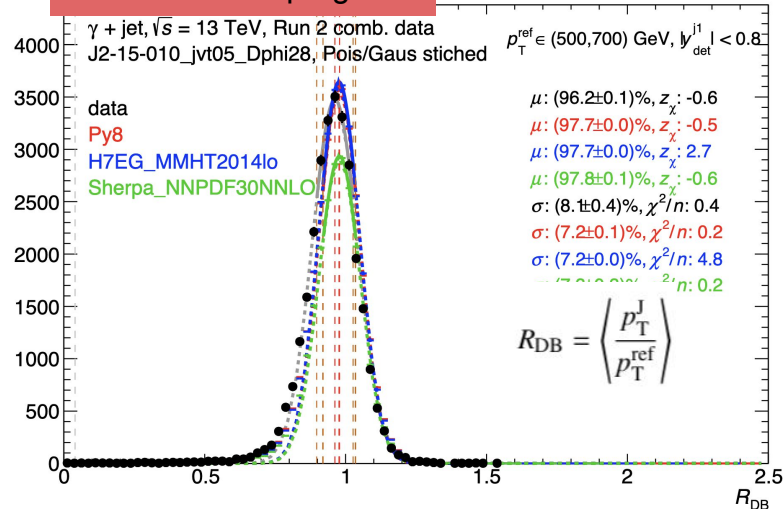 γ + jet, √s = 13 TeV, Run 2 comb. data
J2-15-010_jvt05_Dphi28, Pois/Gaus stiched
p_T^ref ∈ (500,700) GeV, |y_det^j1| < 0.8
data
Py8
H7EG_MMHT2014lo
Sherpa_NNPDF30NNLO
μ: (96.2±0.1)%, z_χ: -0.6
μ: (97.7±0.0)%, z_χ: -0.5
μ: (97.7±0.0)%, z_χ: 2.7
μ: (97.8±0.1)%, z_χ: -0.6
σ: (8.1±0.4)%, χ²/n: 0.4
σ: (7.2±0.1)%, χ²/n: 0.2
σ: (7.2±0.0)%, χ²/n: 4.8
χ²/n: 0.2
R_DB = ⟨p_T^J / p_T^ref⟩
4000
3500
3000
2500
2000
1500
1000
500
0
0 0.5 1 1.5 2 2.5
R_DB